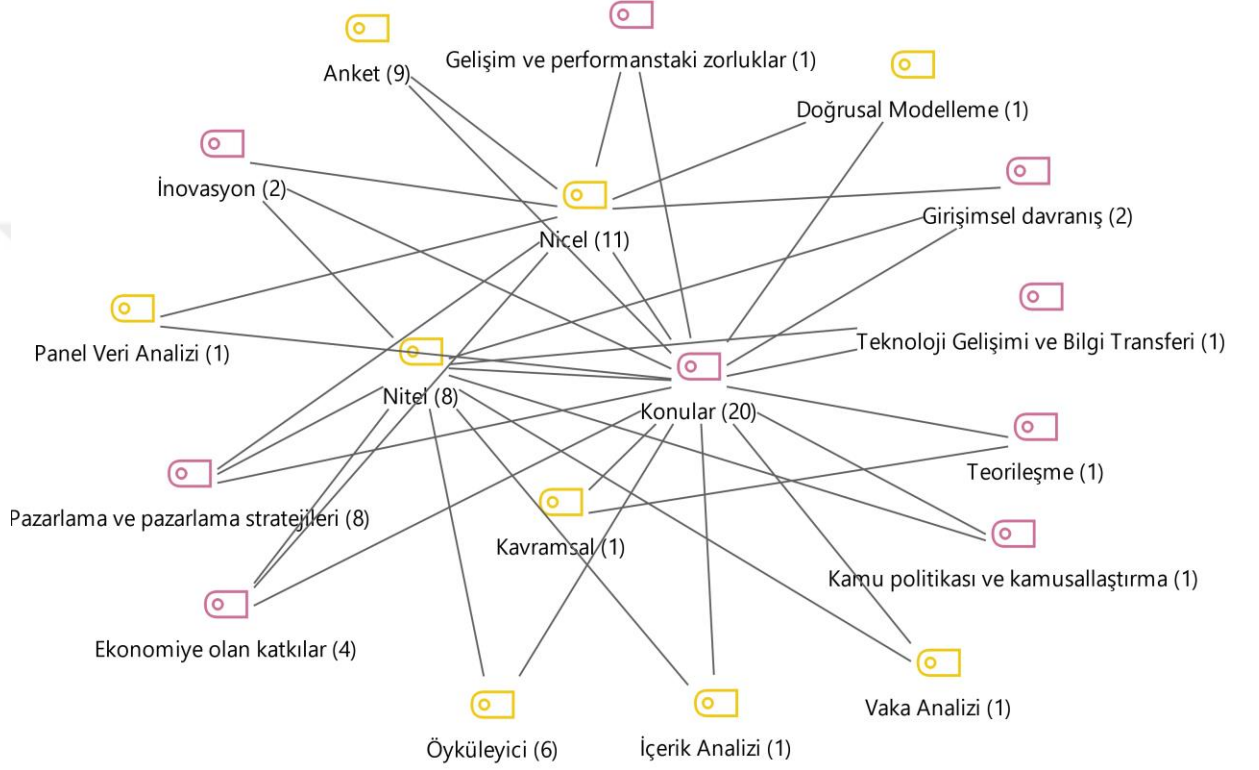 Gelişim ve performanstaki zorluklar (1)
Anket (9)
Doğrusal Modelleme (1)
İnovasyon (2)
Girişimsel davranış (2)
Nicel (11)
Teknoloji Gelişimi ve Bilgi Transferi (1)
Panel Veri Analizi (1)
Nitel (8)
Konular (20)
Teorileşme (1)
Pazarlama ve pazarlama stratejileri (8)
Kavramsal (1)
Kamu politikası ve kamusallaştırma (1)
Ekonomiye olan katkılar (4)
Vaka Analizi (1)
Öyküleyici (6)
İçerik Analizi (1)